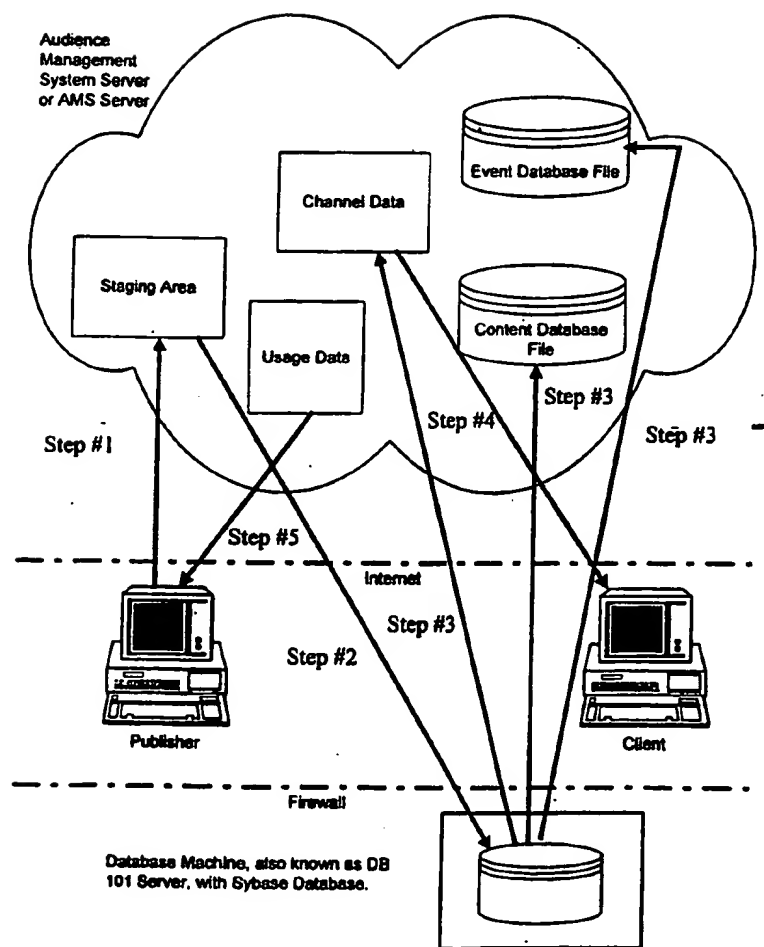 Audience
Management
System Server
or AMS Server
Event Database File
Channel Data
Staging Area
Content Database
File
Usage Data
Step #3
Step #4
Step #3
Step #1
Step #5
Internet
Step #3
Step #2
Publisher
Client
Firewall
Database Machine, also known as DB
101 Server, with Sybase Database.